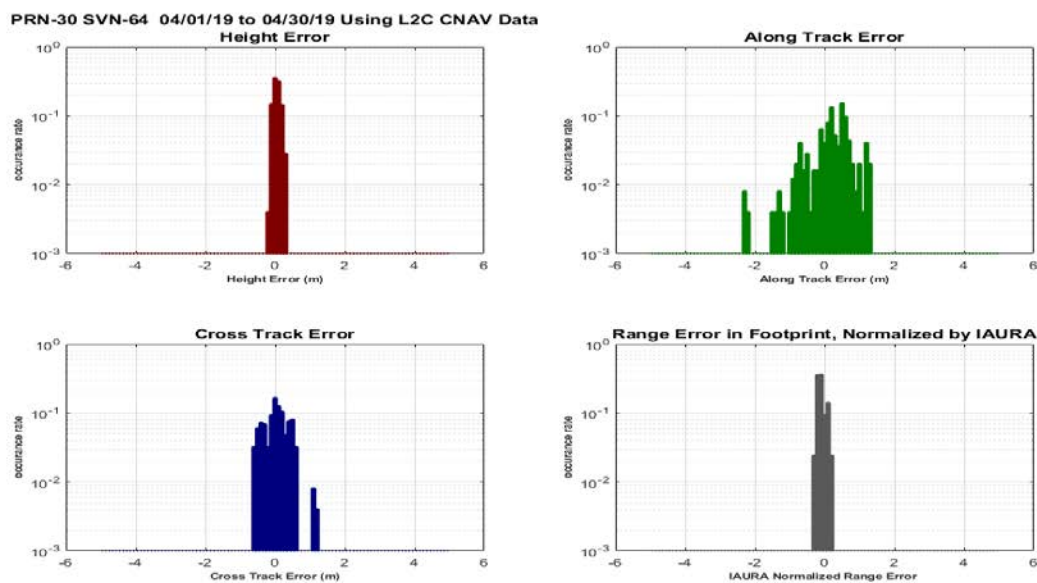 PRN-30 SVN-64 04/01/19 to 04/30/19 Using L2C CNAV Data
Height Error
10^0
10^-1
10^-2
10^-3
occurance rate
-6 -4 -2 0 2 4 6
Height Error (m)
Along Track Error
10^0
10^-1
10^-2
10^-3
occurance rate
-6 -4 -2 0 2 4 6
Along Track Error (m)
Cross Track Error
10^0
10^-1
10^-2
10^-3
occurance rate
-6 -4 -2 0 2 4 6
Cross Track Error (m)
Range Error in Footprint, Normalized by IAURA
10^0
10^-1
10^-2
10^-3
occurance rate
-6 -4 -2 0 2 4 6
IAURA Normalized Range Error